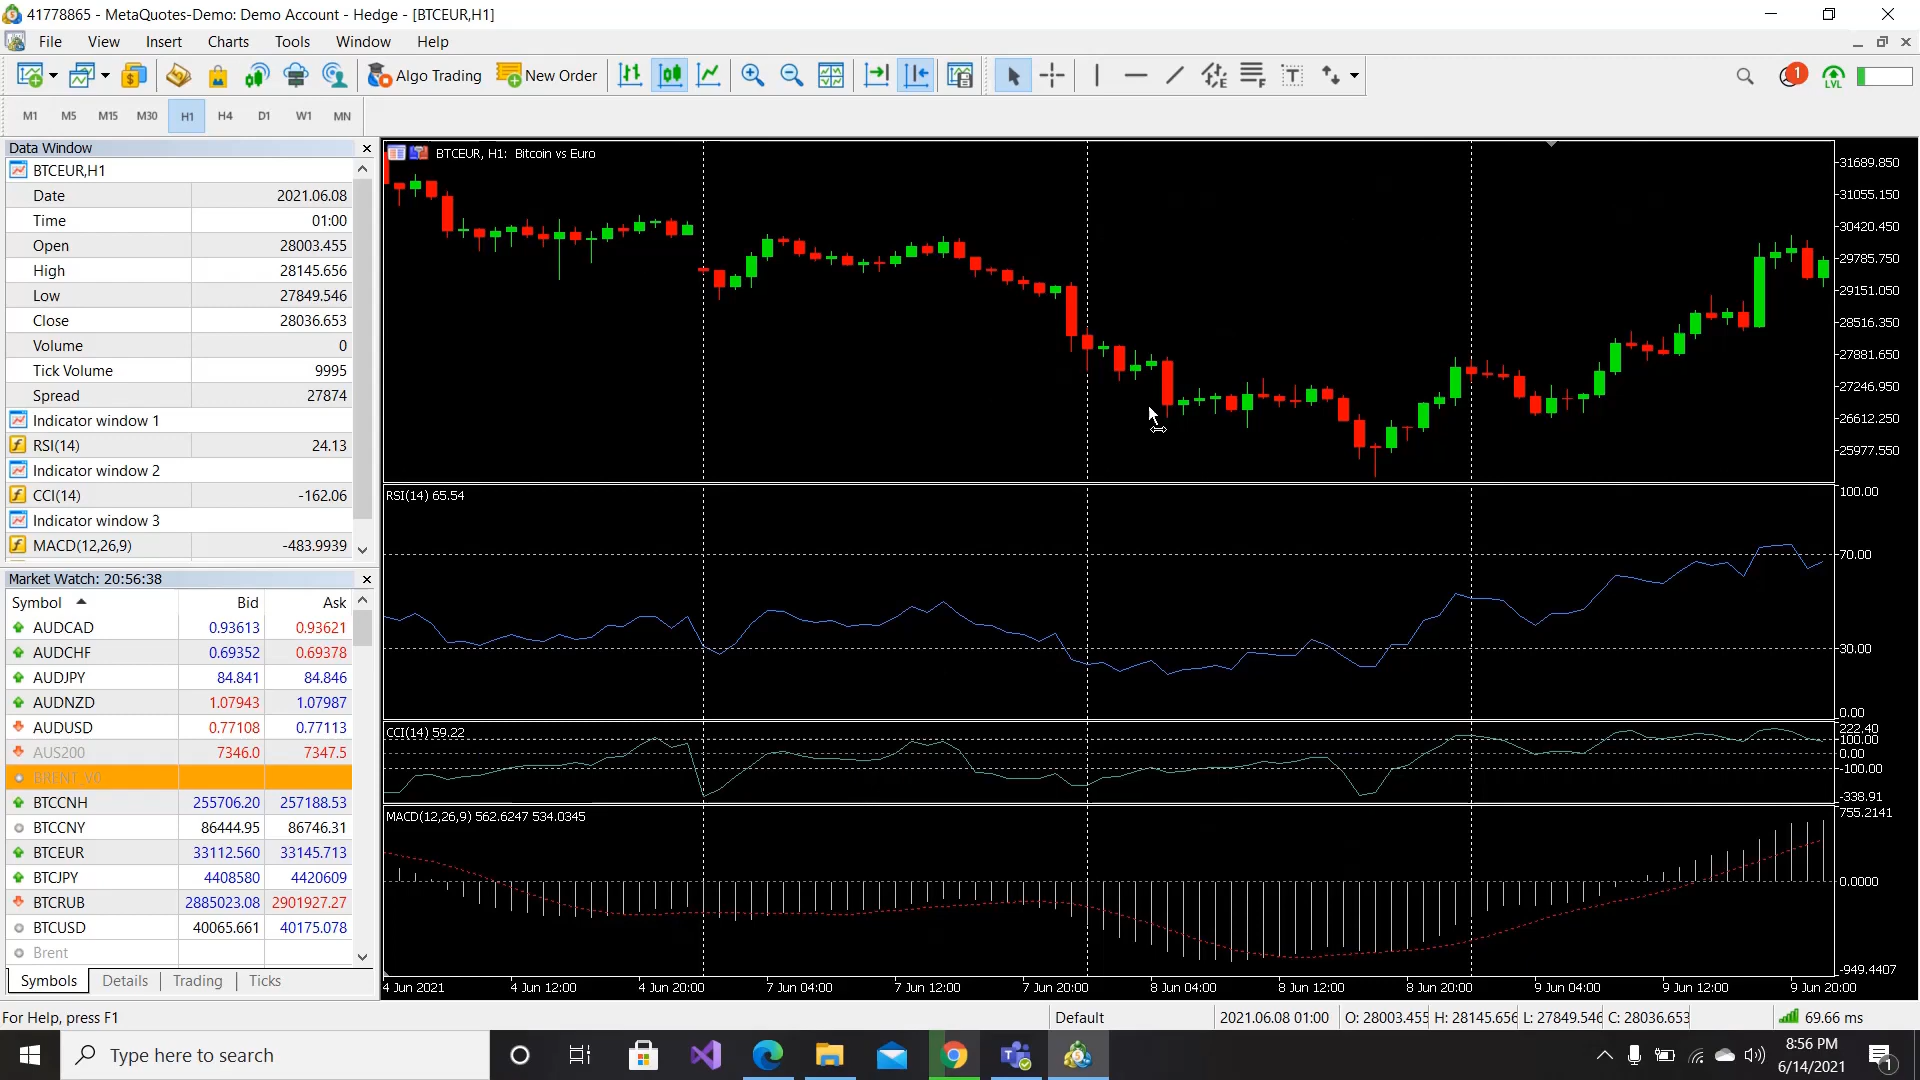 41778865 - MetaQuotes-Demo: Demo Account - Hedge - [BTCEUR,H1]
File View Insert Charts Tools Window Help
Algo Trading New Order
1 LVL
M1 M5 M15 M30 H1 H4 D1 W1 MN
Data Window
BTCEUR,H1
Date 2021.06.08
Time 01:00
Open 28003.455
High 28145.656
Low 27849.546
Close 28036.653
Volume 0
Tick Volume 9995
Spread 27874
Indicator window 1
RSI(14) 24.13
Indicator window 2
CCI(14) -162.06
Indicator window 3
MACD(12,26,9) -483.9939
Market Watch: 20:56:38
Symbol Bid Ask
AUDCAD 0.93613 0.93621
AUDCHF 0.69352 0.69378
AUDJPY 84.841 84.846
AUDNZD 1.07943 1.07987
AUDUSD 0.77108 0.77113
AUS200 7346.0 7347.5
BTCCNH 255706.20 257188.53
BTCCNY 86444.95 86746.31
BTCEUR 33112.560 33145.713
BTCJPY 4408580 4420609
BTCRUB 2885023.08 2901927.27
BTCUSD 40065.661 40175.078
Brent
Symbols Details Trading Ticks
BTCEUR, H1: Bitcoin vs Euro
31689.850
31055.150
30420.450
29785.750
29151.050
28516.350
27881.650
27246.950
26612.250
25977.550
RSI(14) 65.54
100.00
70.00
30.00
0.00
CCI(14) 59.22
222.40
100.00
0.00
-100.00
-338.91
MACD(12,26,9) 562.6247 534.0345
755.2141
0.0000
-949.4407
4 Jun 2021 4 Jun 12:00 4 Jun 20:00 7 Jun 04:00 7 Jun 12:00 7 Jun 20:00 8 Jun 04:00 8 Jun 12:00 8 Jun 20:00 9 Jun 04:00 9 Jun 12:00 9 Jun 20:00
For Help, press F1 Default 2021.06.08 01:00 O: 28003.455 H: 28145.656 L: 27849.546 C: 28036.653 69.66 ms
Type here to search
8:56 PM
6/14/2021
1